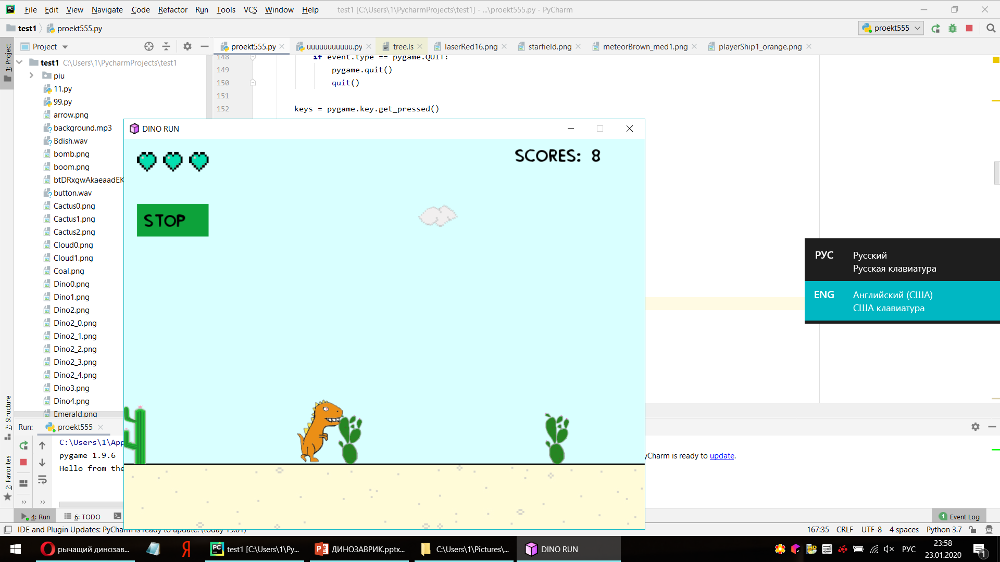 File Edit View Navigate Code Refactor Run Tools VCS Window Help test1 [C:\Users\1\PycharmProjects\test1] - ...\proekt555.py - PyCharm
test1 proekt555.py
proekt555
Project
proekt555.py uuuuuuuuuuu.py tree.ls laserRed16.png starfield.png meteorBrown_med1.png playerShip1_orange.png
1: Project
test1 C:\Users\1\PycharmProjects\test1
piu
11.py
99.py
arrow.png
background.mp3
Bdish.wav
bomb.png
boom.png
btDRxgwAkaeaadEK
button.wav
Cactus0.png
Cactus1.png
Cactus2.png
Cloud0.png
Cloud1.png
Coal.png
Dino0.png
Dino1.png
Dino2.png
Dino2_0.png
Dino2_1.png
Dino2_2.png
Dino2_3.png
Dino2_4.png
Dino3.png
Dino4.png
Emerald.png
148 if event.type == pygame.QUIT:
149 pygame.quit()
150 quit()
151
152 keys = pygame.key.get_pressed()
DINO RUN
SCORES: 8
STOP
РУС Русский
Русская клавиатура
ENG Английский (США)
США клавиатура
7: Structure
2: Favorites
Run: proekt555
C:\Users\1\App
pygame 1.9.6
Hello from the
yCharm is ready to update.
4: Run 6: TODO
1 Event Log
IDE and Plugin Updates: PyCharm is ready to update. (today 19:01)
167:35 CRLF UTF-8 4 spaces Python 3.7
рычащий динозав... test1 [C:\Users\1\Py... ДИНОЗАВРИК.pptx... C:\Users\1\Pictures\... DINO RUN
РУС
23:58
23.01.2020
1